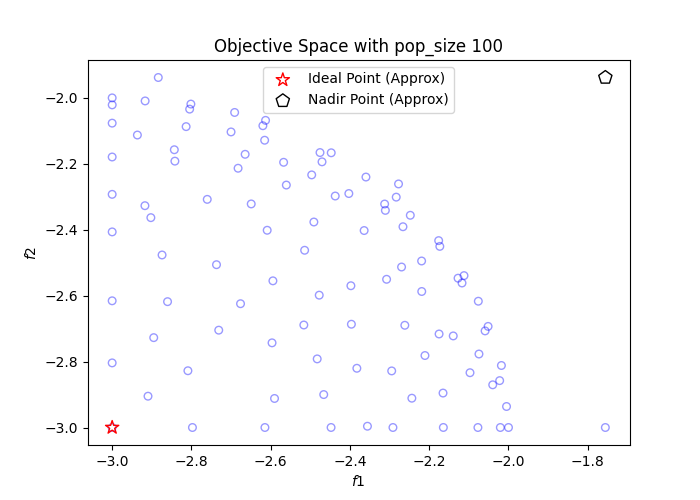 Objective Space with pop_size 100
Ideal Point (Approx)
Nadir Point (Approx)
f2
−2.0
−2.2
−2.4
−2.6
−2.8
−3.0
−3.0 −2.8 −2.6 −2.4 −2.2 −2.0 −1.8
f1